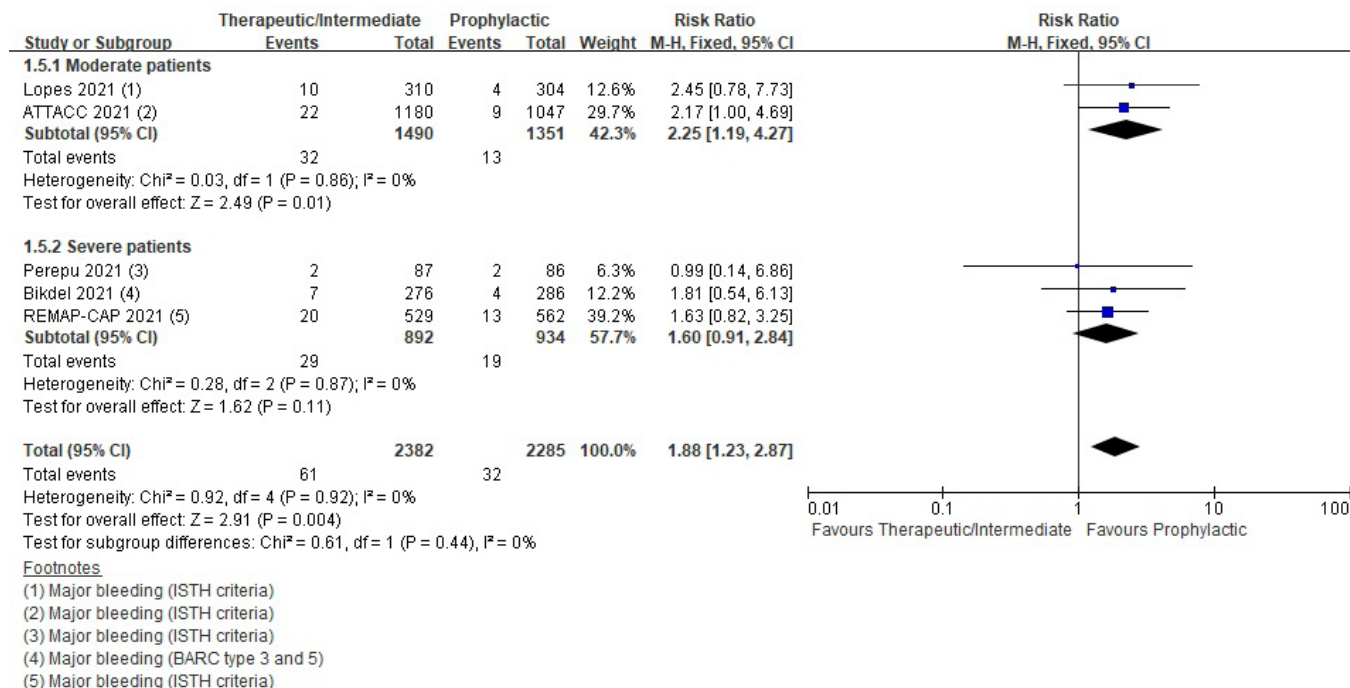 Therapeutic/Intermediate Prophylactic Risk Ratio Risk Ratio
Study or Subgroup Events Total Events Total Weight M-H, Fixed, 95% CI M-H, Fixed, 95% CI
1.5.1 Moderate patients
Lopes 2021 (1) 10 310 4 304 12.6% 2.45 [0.78, 7.73]
ATTACC 2021 (2) 22 1180 9 1047 29.7% 2.17 [1.00, 4.69]
Subtotal (95% CI) 1490 1351 42.3% 2.25 [1.19, 4.27]
Total events 32 13
Heterogeneity: Chi² = 0.03, df = 1 (P = 0.86); I² = 0%
Test for overall effect: Z = 2.49 (P = 0.01)
1.5.2 Severe patients
Perepu 2021 (3) 2 87 2 86 6.3% 0.99 [0.14, 6.86]
Bikdel 2021 (4) 7 276 4 286 12.2% 1.81 [0.54, 6.13]
REMAP-CAP 2021 (5) 20 529 13 562 39.2% 1.63 [0.82, 3.25]
Subtotal (95% CI) 892 934 57.7% 1.60 [0.91, 2.84]
Total events 29 19
Heterogeneity: Chi² = 0.28, df = 2 (P = 0.87); I² = 0%
Test for overall effect: Z = 1.62 (P = 0.11)
Total (95% CI) 2382 2285 100.0% 1.88 [1.23, 2.87]
Total events 61 32
Heterogeneity: Chi² = 0.92, df = 4 (P = 0.92); I² = 0%
Test for overall effect: Z = 2.91 (P = 0.004)
Test for subgroup differences: Chi² = 0.61, df = 1 (P = 0.44), I² = 0%
0.01 0.1 1 10 100
Favours Therapeutic/Intermediate Favours Prophylactic
Footnotes
(1) Major bleeding (ISTH criteria)
(2) Major bleeding (ISTH criteria)
(3) Major bleeding (ISTH criteria)
(4) Major bleeding (BARC type 3 and 5)
(5) Major bleeding (ISTH criteria)